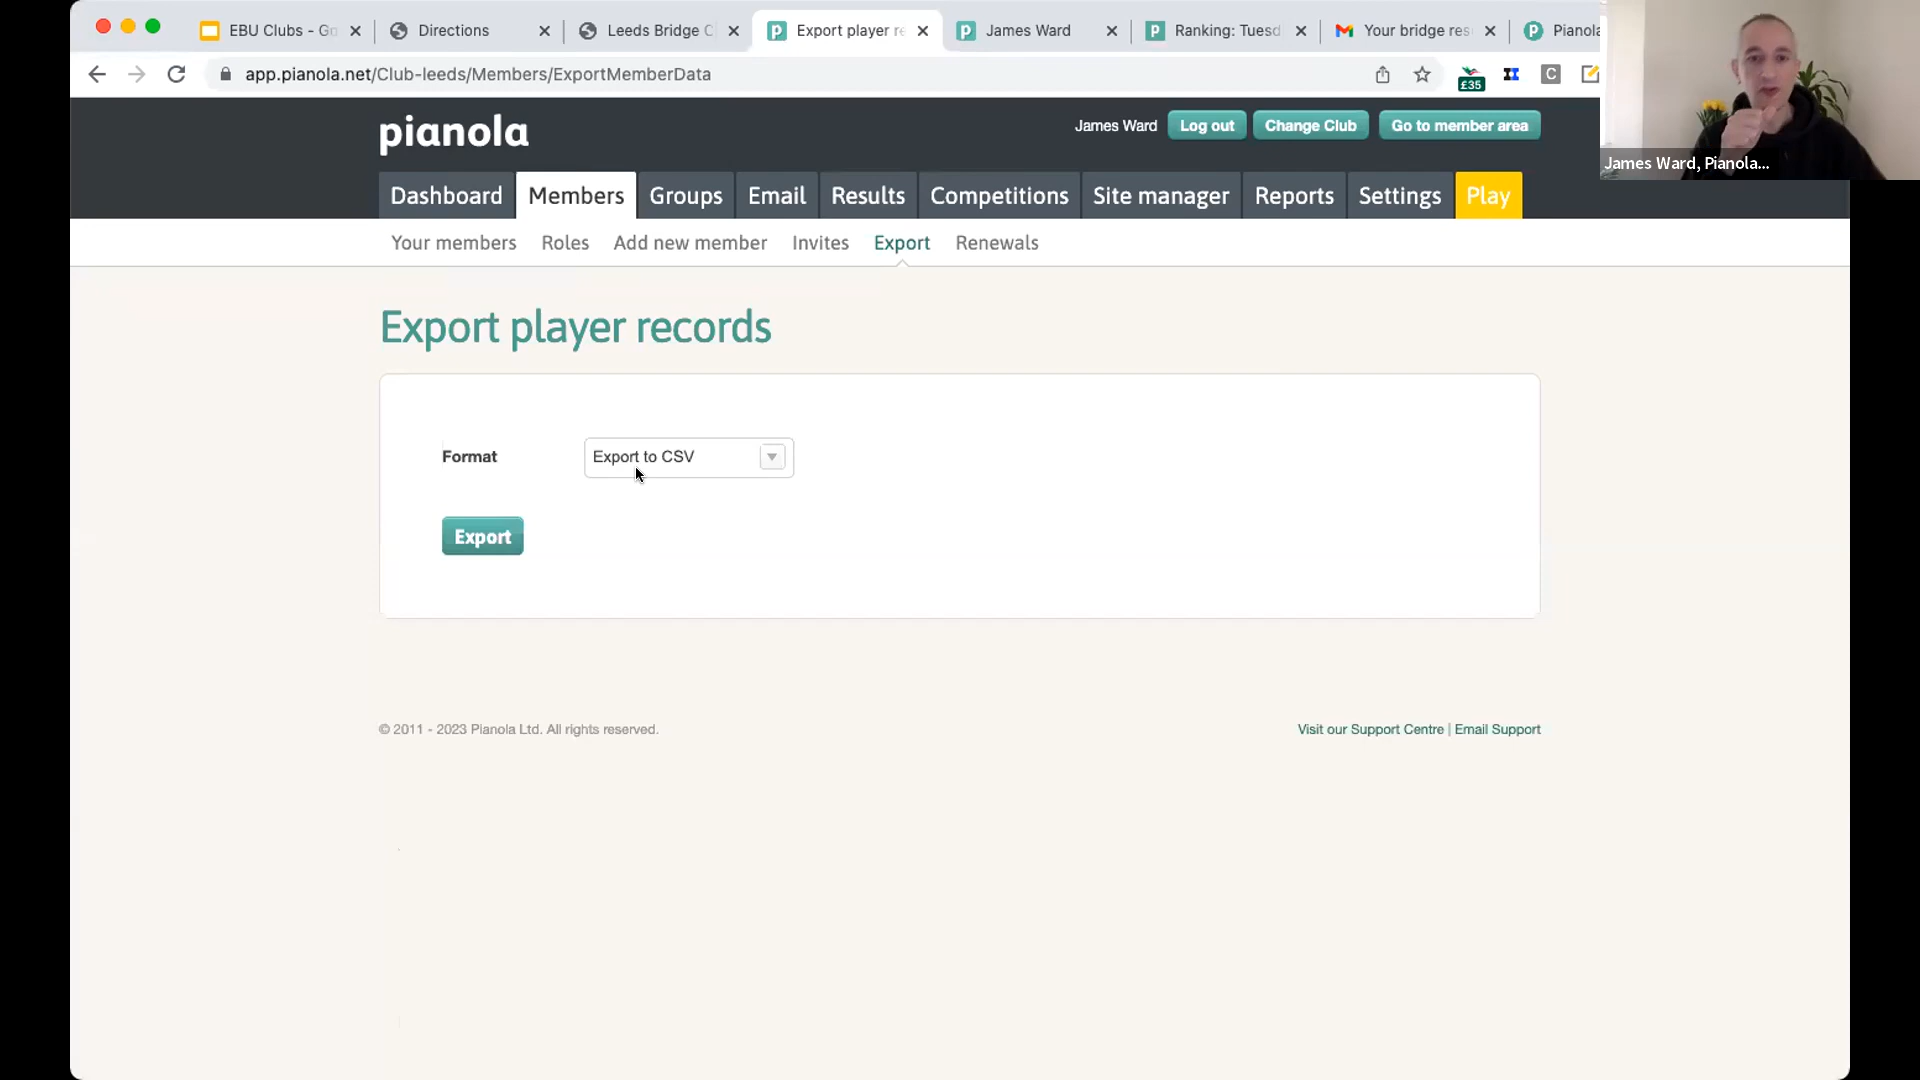 EBU Clubs - Go
Directions
Leeds Bridge C
Export player re
James Ward
Ranking: Tuesd
Your bridge res
Pianola
app.pianola.net/Club-leeds/Members/ExportMemberData
£35
C
pianola
James Ward
Log out
Change Club
Go to member area
James Ward, Pianola...
Dashboard
Members
Groups
Email
Results
Competitions
Site manager
Reports
Settings
Play
Your members
Roles
Add new member
Invites
Export
Renewals
Export player records
Format
Export to CSV
Export
© 2011 - 2023 Pianola Ltd. All rights reserved.
Visit our Support Centre | Email Support